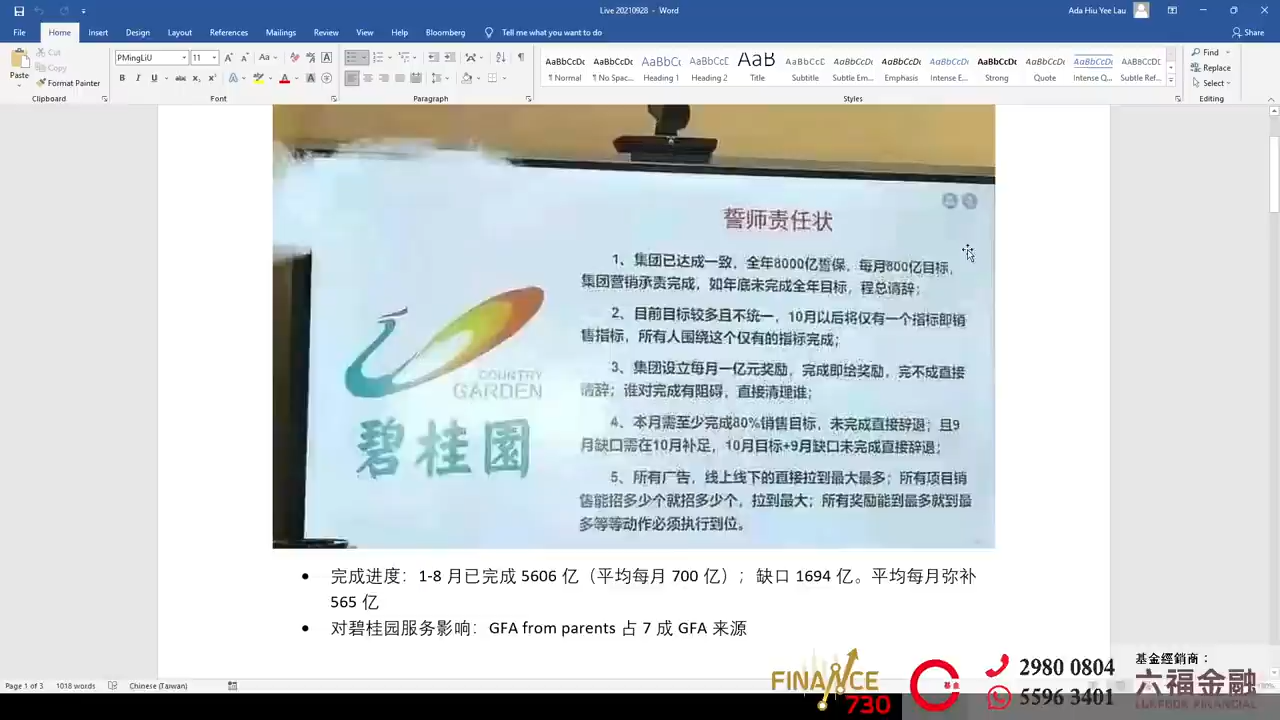 Live 20210928 - Word
Ada Hiu Yee Lau
File Home Insert Design Layout References Mailings Review View Help Bloomberg Tell me what you want to do Share
Paste Cut Copy Format Painter
PMingLiU 11
AaBbCcDc AaBbCcDc AaBbCc AaBbCc AaB AaBbCcC AaBbCcDc AaBbCcDc AaBbCcDc AaBbCcDc AaBbCcDc AaBbCcDc AABBCCDC
¶ Normal ¶ No Spac... Heading 1 Heading 2 Title Subtitle Subtle Em... Emphasis Intense E... Strong Quote Intense Q... Subtle Ref...
Find Replace Select
Clipboard Font Paragraph Styles Editing
誓师责任状
1、集团已达成一致，全年8000亿誓保，每月800亿目标，
集团营销承责完成，如年底未完成全年目标，程总请辞；
2、目前目标较多且不统一，10月以后将仅有一个指标即销
售指标，所有人围绕这个仅有的指标完成；
3、集团设立每月一亿元奖励，完成即给奖励，完不成直接
请辞；谁对完成有阻碍，直接清理谁；
4、本月需至少完成80%销售目标，未完成直接辞退；且9
月缺口需在10月补足，10月目标+9月缺口未完成直接辞退；
5、所有广告，线上线下的直接拉到最大最多；所有项目销
售能招多少个就招多少个，拉到最大；所有奖励能到最多就到最
多等等动作必须执行到位。
COUNTRY
GARDEN
碧桂園
• 完成进度：1-8 月已完成 5606 亿（平均每月 700 亿）；缺口 1694 亿。平均每月弥补
565 亿
• 对碧桂园服务影响：GFA from parents 占 7 成 GFA 来源
Page 1 of 3 1018 words Chinese (Taiwan)
FINANCE
730
基金
2980 0804
5596 3401
基金經銷商：
六福金融
LUKFOOK FINANCIAL